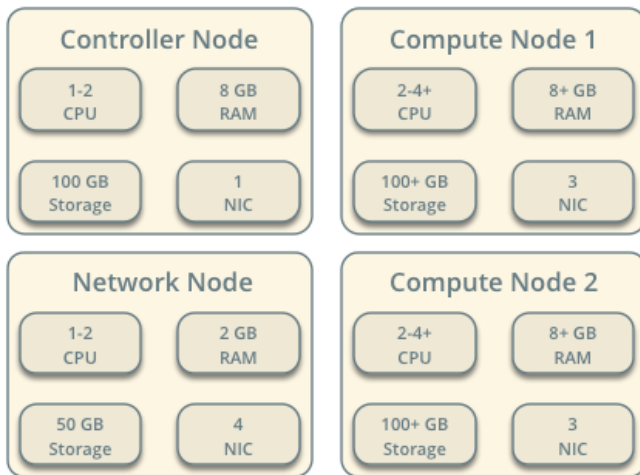 Controller Node
1-2
CPU
8 GB
RAM
100 GB
Storage
1
NIC
Compute Node 1
2-4+
CPU
8+ GB
RAM
100+ GB
Storage
3
NIC
Network Node
1-2
CPU
2 GB
RAM
50 GB
Storage
4
NIC
Compute Node 2
2-4+
CPU
8+ GB
RAM
100+ GB
Storage
3
NIC